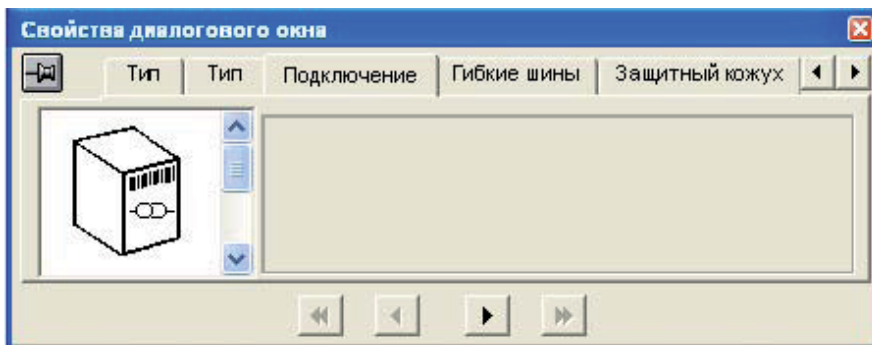 Свойства диалогового окна
Тип Тип Подключение Гибкие шины Защитный кожух